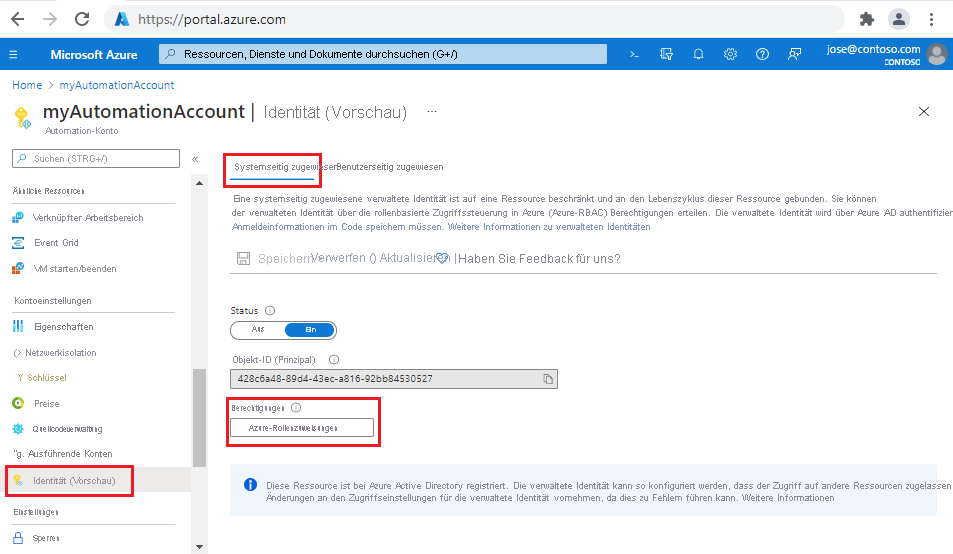 https://portal.azure.com
Microsoft Azure
Ressourcen, Dienste und Dokumente durchsuchen (G+/)
jose@contoso.com
CONTOSO
Home > myAutomationAccount
myAutomationAccount | Identität (Vorschau) ...
Automation-Konto
Suchen (STRG+/)
«
Ähnliche Ressourcen
Verknüpfter Arbeitsbereich
Event Grid
VM starten/beenden
Kontoeinstellungen
Eigenschaften
Netzwerkisolation
Y Schlüssel
Preise
Quellcodeverwaltung
"g. Ausführende Konten
Identität (Vorschau)
Einstellungen
Sperren
Systemseitig zugewiesen Benutzerseitig zugewiesen
Eine systemseitig zugewiesene verwaltete Identität ist auf eine Ressource beschränkt und an den Lebenszyklus dieser Ressource gebunden. Sie können
der verwalteten Identität über die rollenbasierte Zugriffssteuerung in Azure (Azure-RBAC) Berechtigungen erteilen. Die verwaltete Identität wird über Azure AD authentifizier
Anmeldeinformationen im Code speichern müssen. Weitere Informationen zu verwalteten Identitäten
Speichern Verwerfen () Aktualisieren | Haben Sie Feedback für uns?
Status
Aus Ein
Objekt-ID (Prinzipal)
428c6a48-89d4-43ec-a816-92bb84530527
Berechtigungen
Azure-Rollenzuweisungen
Diese Ressource ist bei Azure Active Directory registriert. Die verwaltete Identität kann so konfiguriert werden, dass der Zugriff auf andere Ressourcen zugelassen
Änderungen an den Zugriffseinstellungen für die verwaltete Identität vornehmen, da dies zu Fehlern führen kann. Weitere Informationen